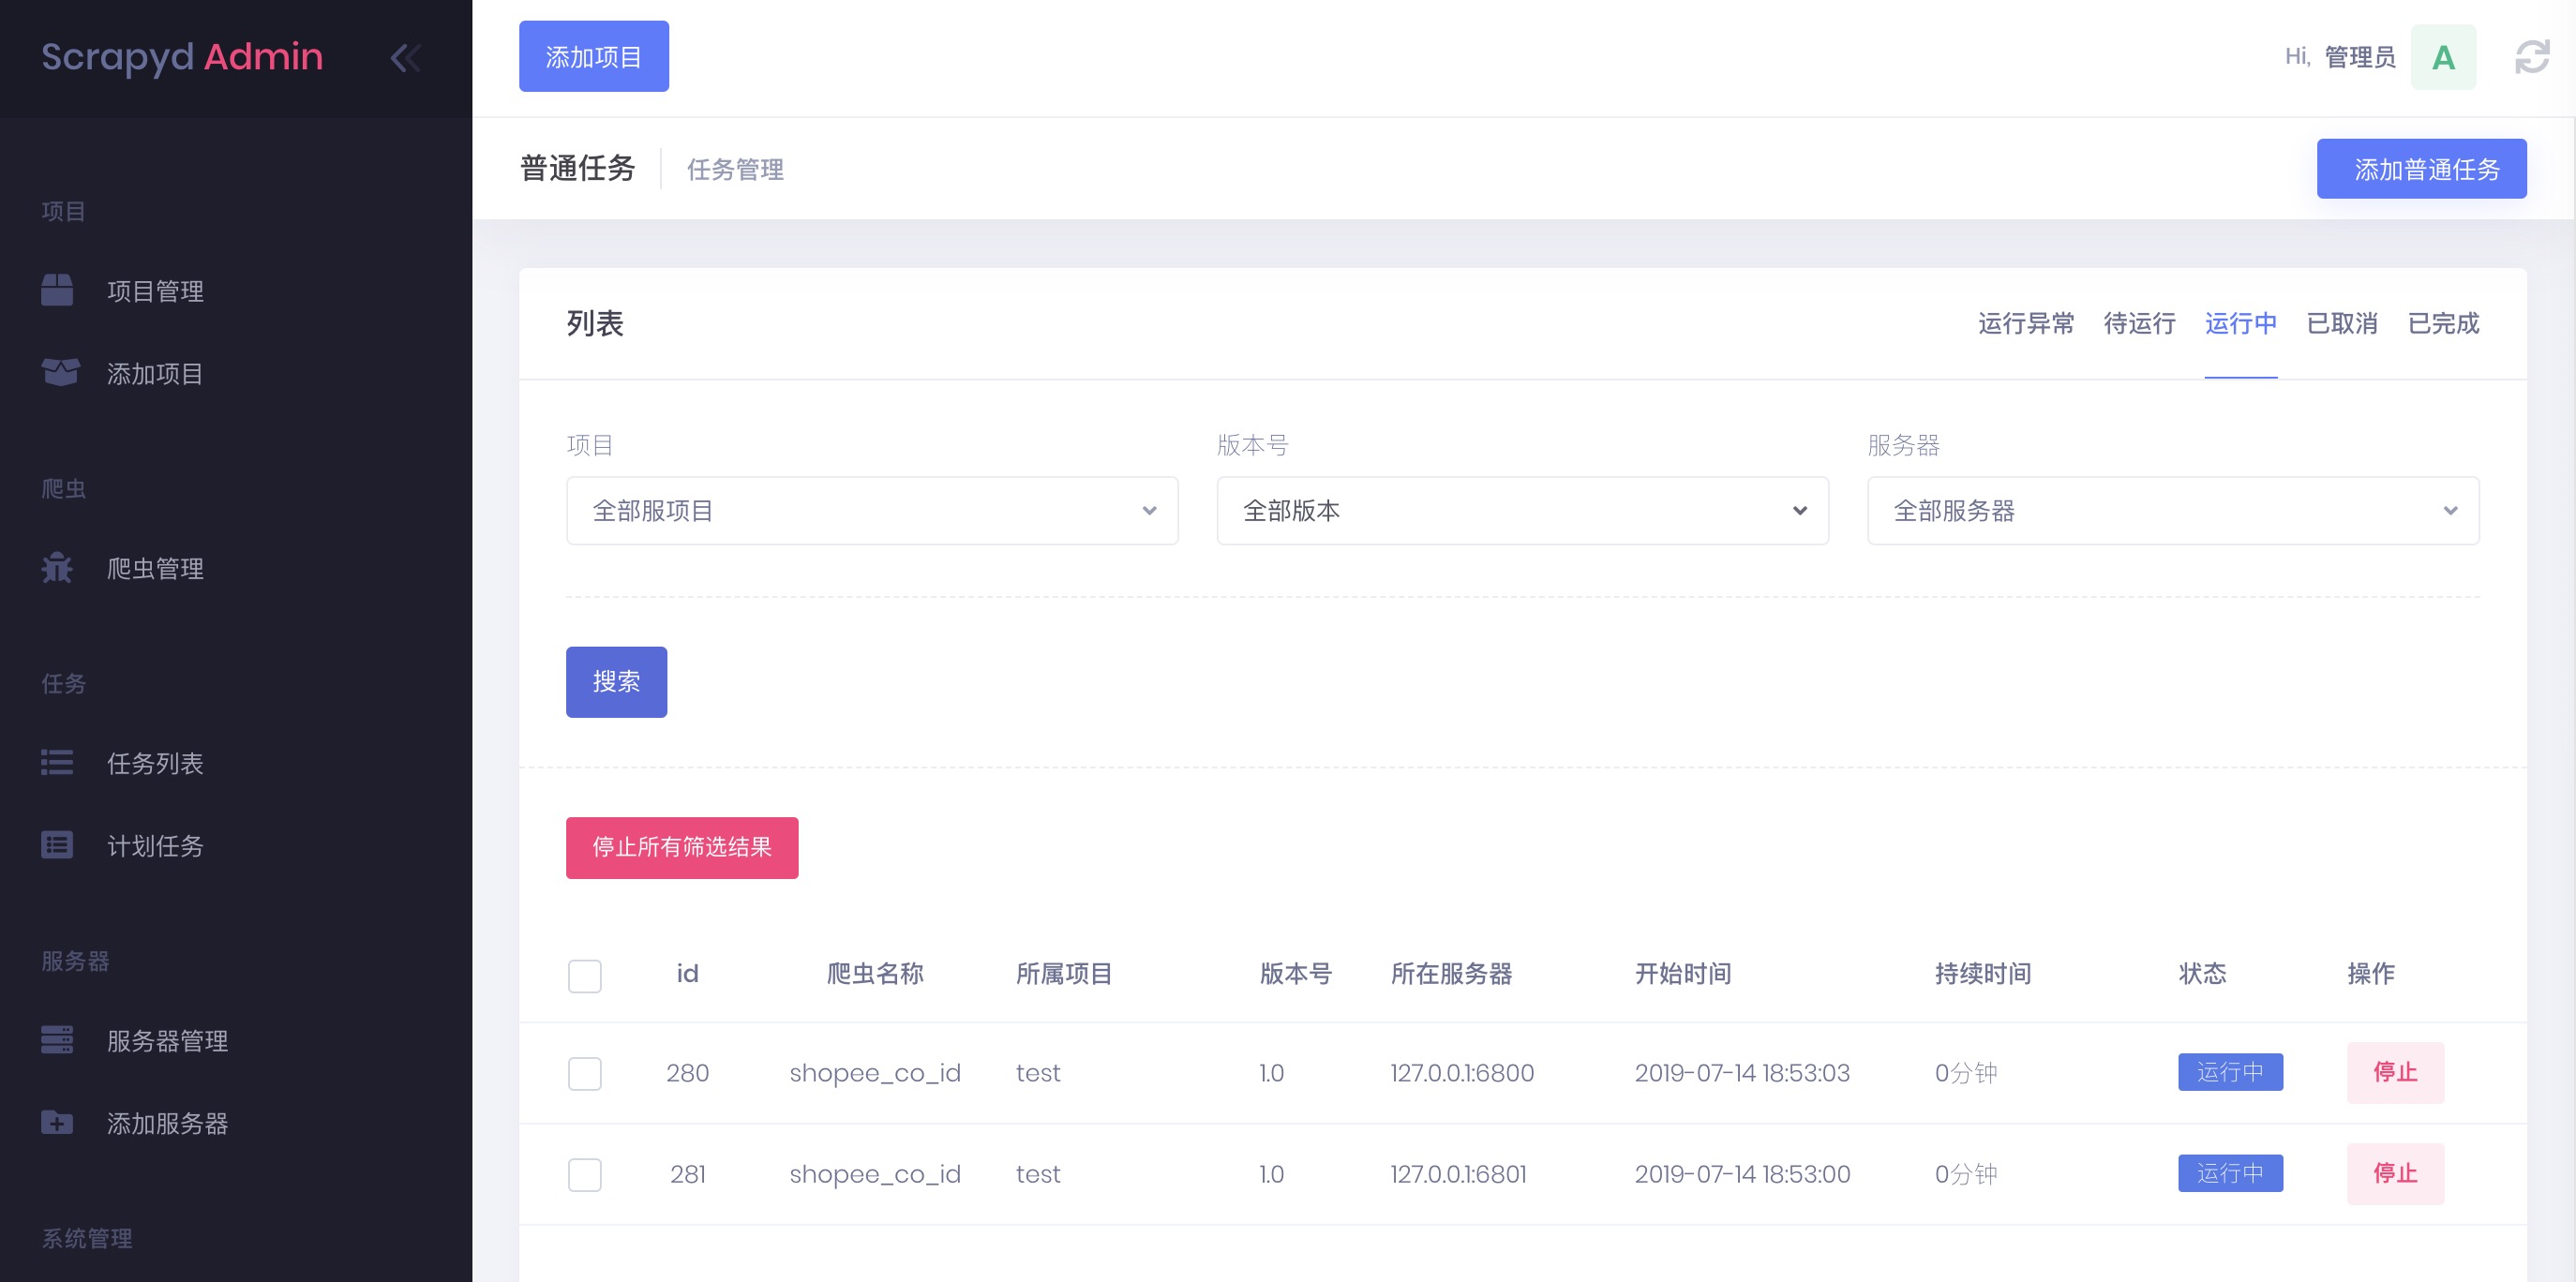 Scrapyd Admin
项目
项目管理
添加项目
爬虫
爬虫管理
任务
任务列表
计划任务
服务器
服务器管理
添加服务器
系统管理
添加项目
Hi, 管理员 A
普通任务 任务管理
添加普通任务
列表
运行异常 待运行 运行中 已取消 已完成
项目 版本号 服务器
全部服项目 全部版本 全部服务器
搜索
停止所有筛选结果
id 爬虫名称 所属项目 版本号 所在服务器 开始时间 持续时间 状态 操作
280 shopee_co_id test 1.0 127.0.0.1:6800 2019-07-14 18:53:03 0分钟 运行中 停止
281 shopee_co_id test 1.0 127.0.0.1:6801 2019-07-14 18:53:00 0分钟 运行中 停止